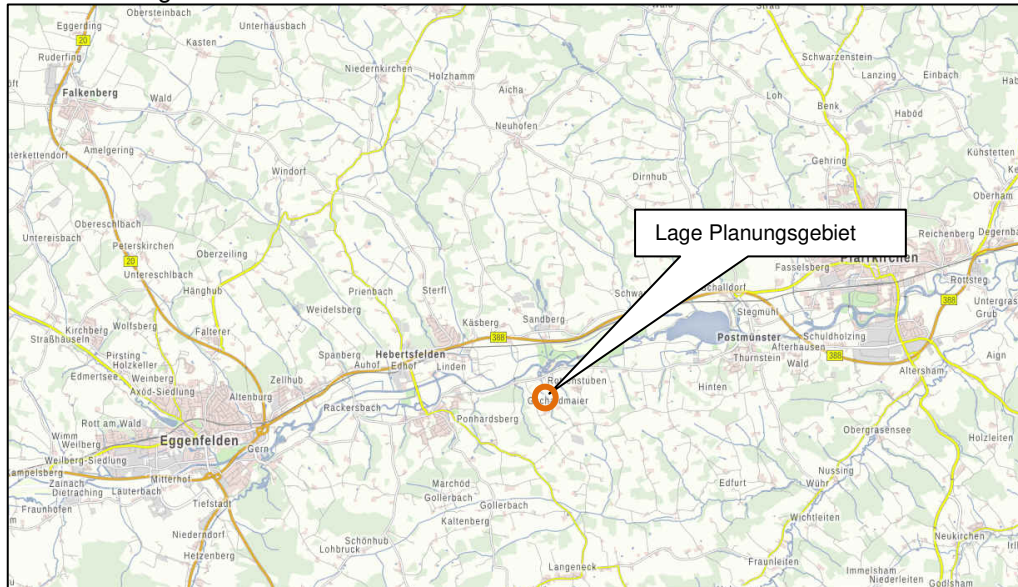 Obersteinbach
Unterhausbach
Eggerding
20
Kasten
Ruderfing
Niedernkirchen
Holzhamm
Schwarzenstein
Lanzing
Einbach
Falkenberg
Wald
Aicha
Loh
Benk
Haböd
Neuhofen
Amelgering
Kühstetten
Gehring
Windorf
Dirnhub
Oberham
Obereschlbach
Untereisbach
Peterskirchen
Oberzeiling
Lage Planungsgebiet
Reichenberg
20
Untereschlbach
Fasselsberg
Pfarrkirchen
Rottsteg
Hanghub
Prienbach
Sterfl
388
Weidelsberg
Stegmühl
Grub
Kirchberg
Wolfsberg
Falterer
Käsberg
Sandberg
Straßhäuseln
388
Postmünster
Schuldholzing
Pirsting
Holzkeller
Spanberg
Hebertsfelden
Afterhausen
388
Aign
Edmertsee
Weinberg
Zellhub
Auhof
Edhof
Linden
Thurnstein
Wald
Altersham
Axöd-Siedlung
Altenburg
Rackersbach
Hinten
Rott am Wald
Ponhardsberg
Wimm
Weilberg
Eggenfelden
Obergrasensee
Holzleiten
Weilberg-Siedlung
Gern
Zainach
Mitterhof
Marchöd
Edfurt
Nussing
Dietraching
Lauterbach
Gollerbach
Wühr
Fraunhofen
Tiefstadt
Gollerbach
Kaltenberg
Wichtleiten
Niederndorf
Schönhub
Neukirchen
Hetzenberg
Lohbruck
Fraunleiten
Langeneck
Immelsham
Niederleiten
Godlsham